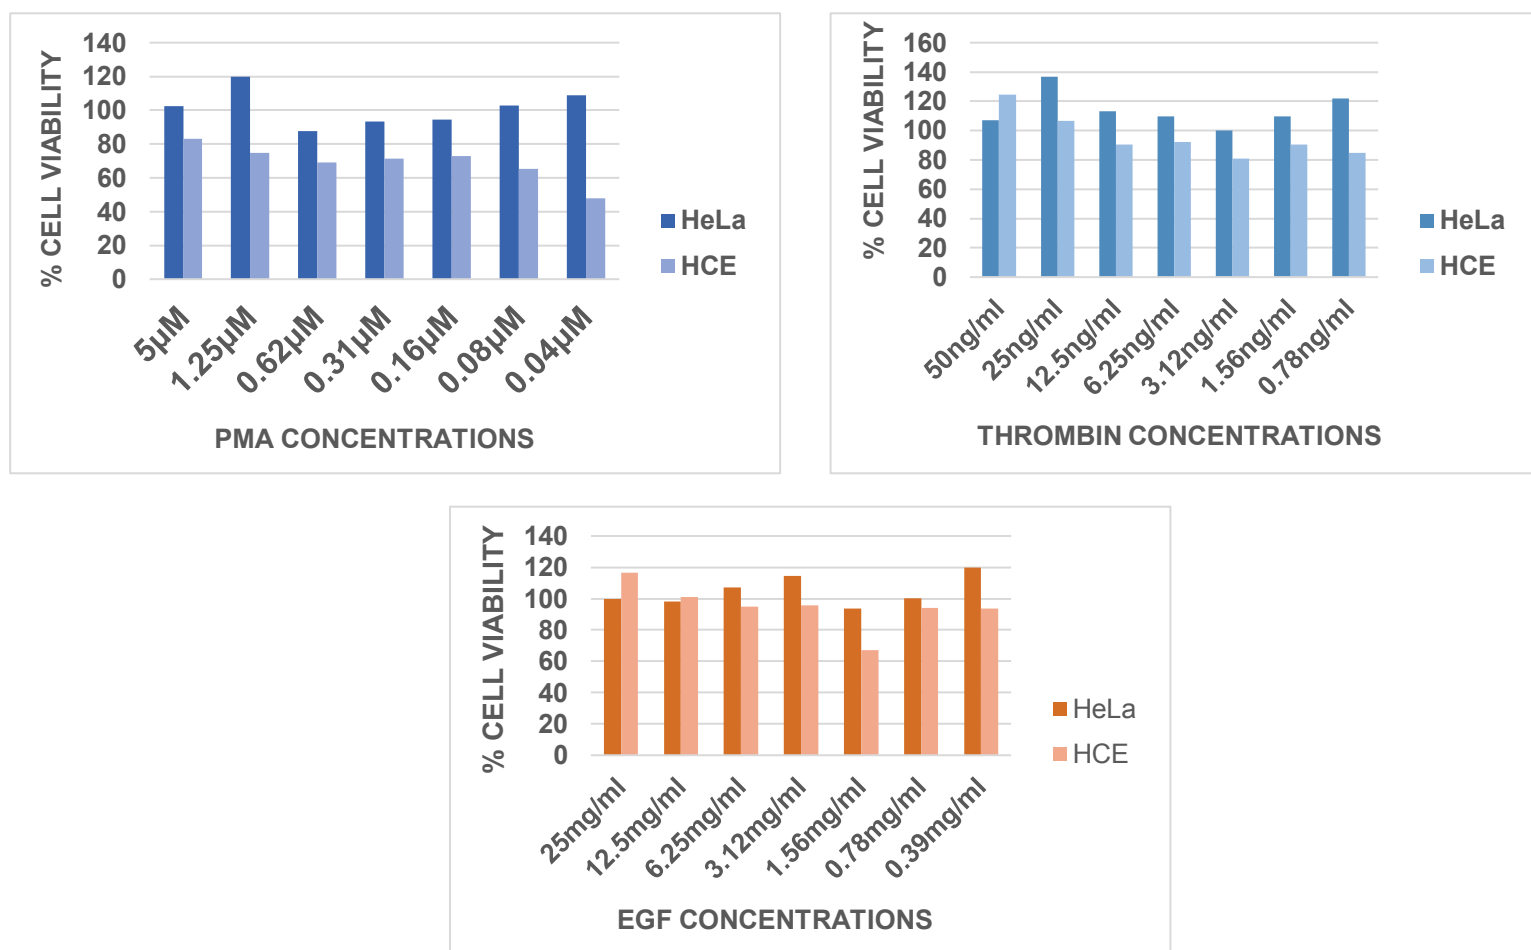 % CELL VIABILITY
140
120
100
80
60
40
20
0
5µM
1.25µM
0.62µM
0.31µM
0.16µM
0.08µM
0.04µM
PMA CONCENTRATIONS
HeLa
HCE
% CELL VIABILITY
160
140
120
100
80
60
40
20
0
50ng/ml
25ng/ml
12.5ng/ml
6.25ng/ml
3.12ng/ml
1.56ng/ml
0.78ng/ml
THROMBIN CONCENTRATIONS
HeLa
HCE
% CELL VIABILITY
140
120
100
80
60
40
20
0
25mg/ml
12.5mg/ml
6.25mg/ml
3.12mg/ml
1.56mg/ml
0.78mg/ml
0.39mg/ml
EGF CONCENTRATIONS
HeLa
HCE